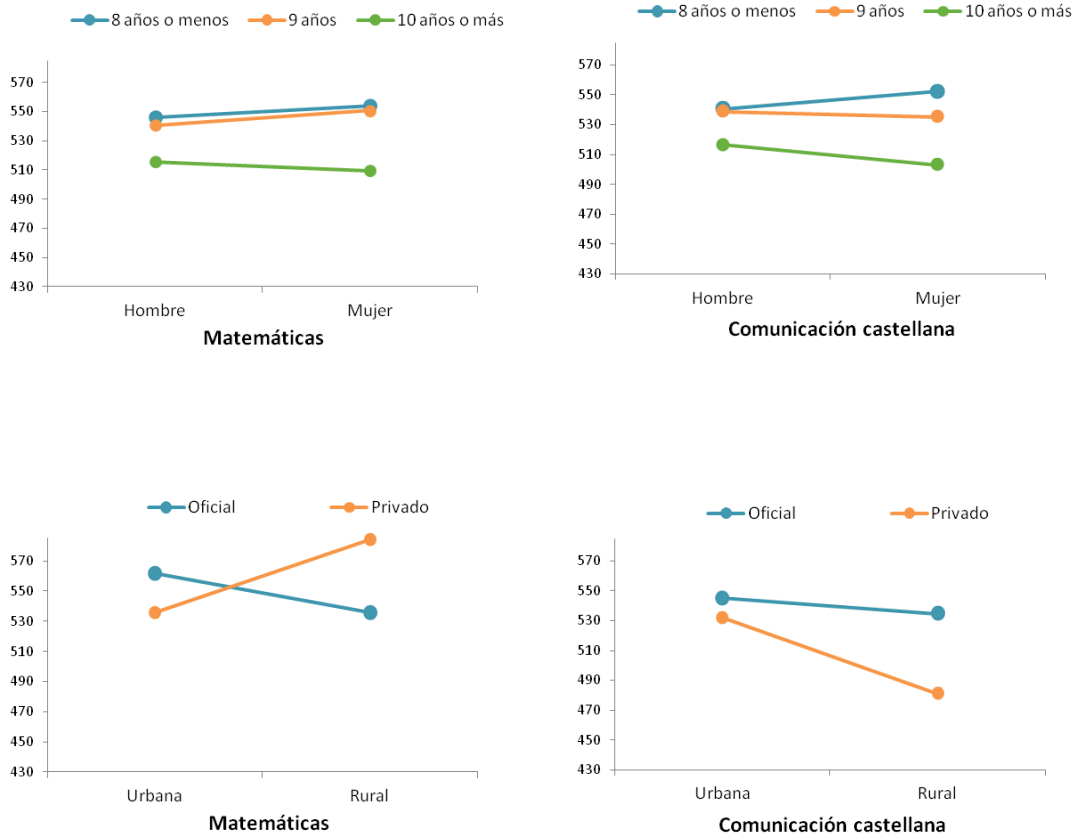 8 años o menos 9 años 10 años o más
570
550
530
510
490
470
450
430
Hombre Mujer
Matemáticas
8 años o menos 9 años 10 años o más
570
550
530
510
490
470
450
430
Hombre Mujer
Comunicación castellana
Oficial Privado
570
550
530
510
490
470
450
430
Urbana Rural
Matemáticas
Oficial Privado
570
550
530
510
490
470
450
430
Urbana Rural
Comunicación castellana